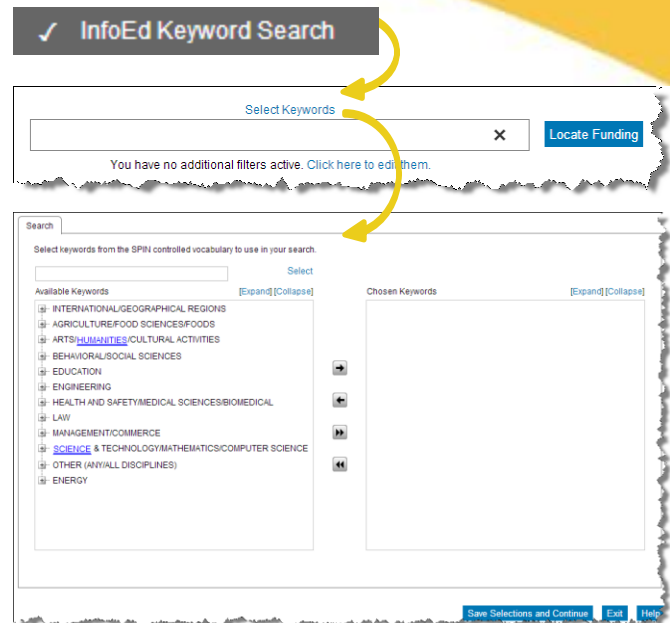 ✓ InfoEd Keyword Search
Select Keywords
Locate Funding
You have no additional filters active. Click here to edit them.
Search
Select keywords from the SPIN controlled vocabulary to use in your search.
Select
Available Keywords [Expand] [Collapse] Chosen Keywords [Expand] [Collapse]
INTERNATIONAL/GEOGRAPHICAL REGIONS
AGRICULTURE/FOOD SCIENCES/FOODS
ARTS/HUMANITIES/CULTURAL ACTIVITIES
BEHAVIORAL/SOCIAL SCIENCES
EDUCATION
ENGINEERING
HEALTH AND SAFETY/MEDICAL SCIENCES/BIOMEDICAL
LAW
MANAGEMENT/COMMERCE
SCIENCE & TECHNOLOGY/MATHEMATICS/COMPUTER SCIENCE
OTHER (ANY/ALL DISCIPLINES)
ENERGY
Save Selections and Continue Exit Help